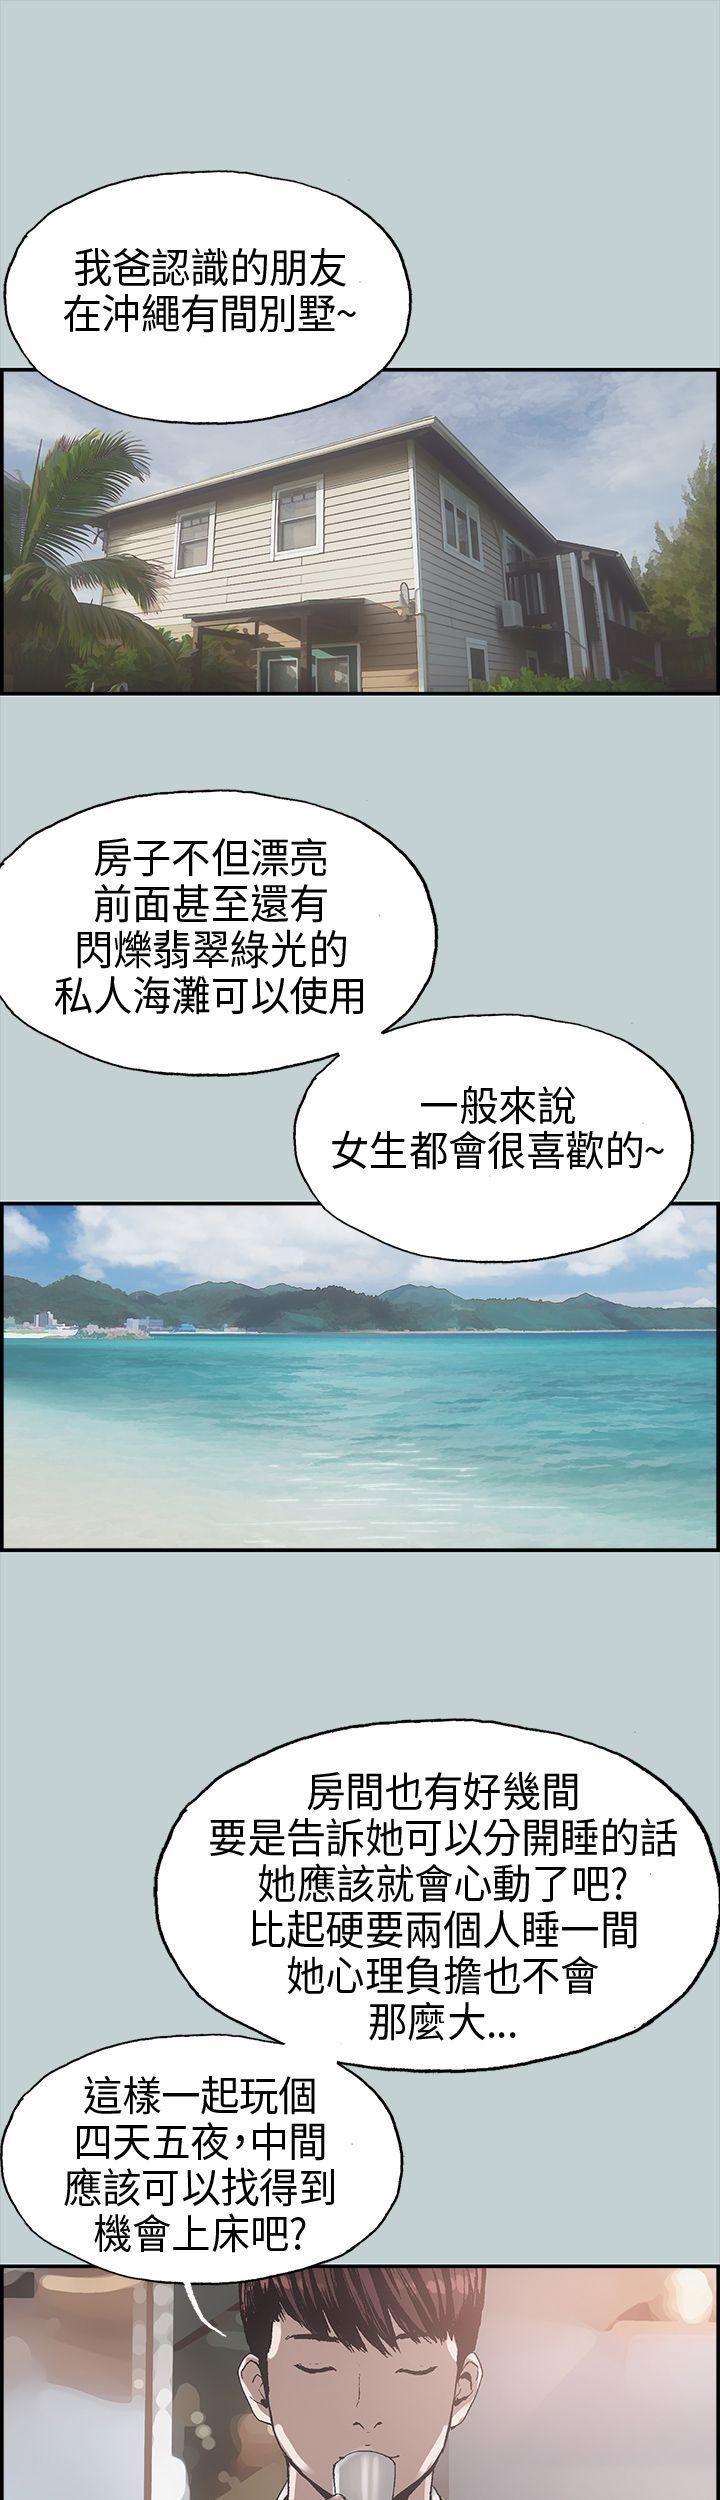 我爸認識的朋友
在沖繩有間別墅~
房子不但漂亮
前面甚至還有
閃爍翡翠綠光的
私人海灘可以使用
一般來說
女生都會很喜歡的~
房間也有好幾間
要是告訴她可以分開睡的話
她應該就會心動了吧?
比起硬要兩個人睡一間
她心理負擔也不會
那麼大...
這樣一起玩個
四天五夜，中間
應該可以找得到
機會上床吧?